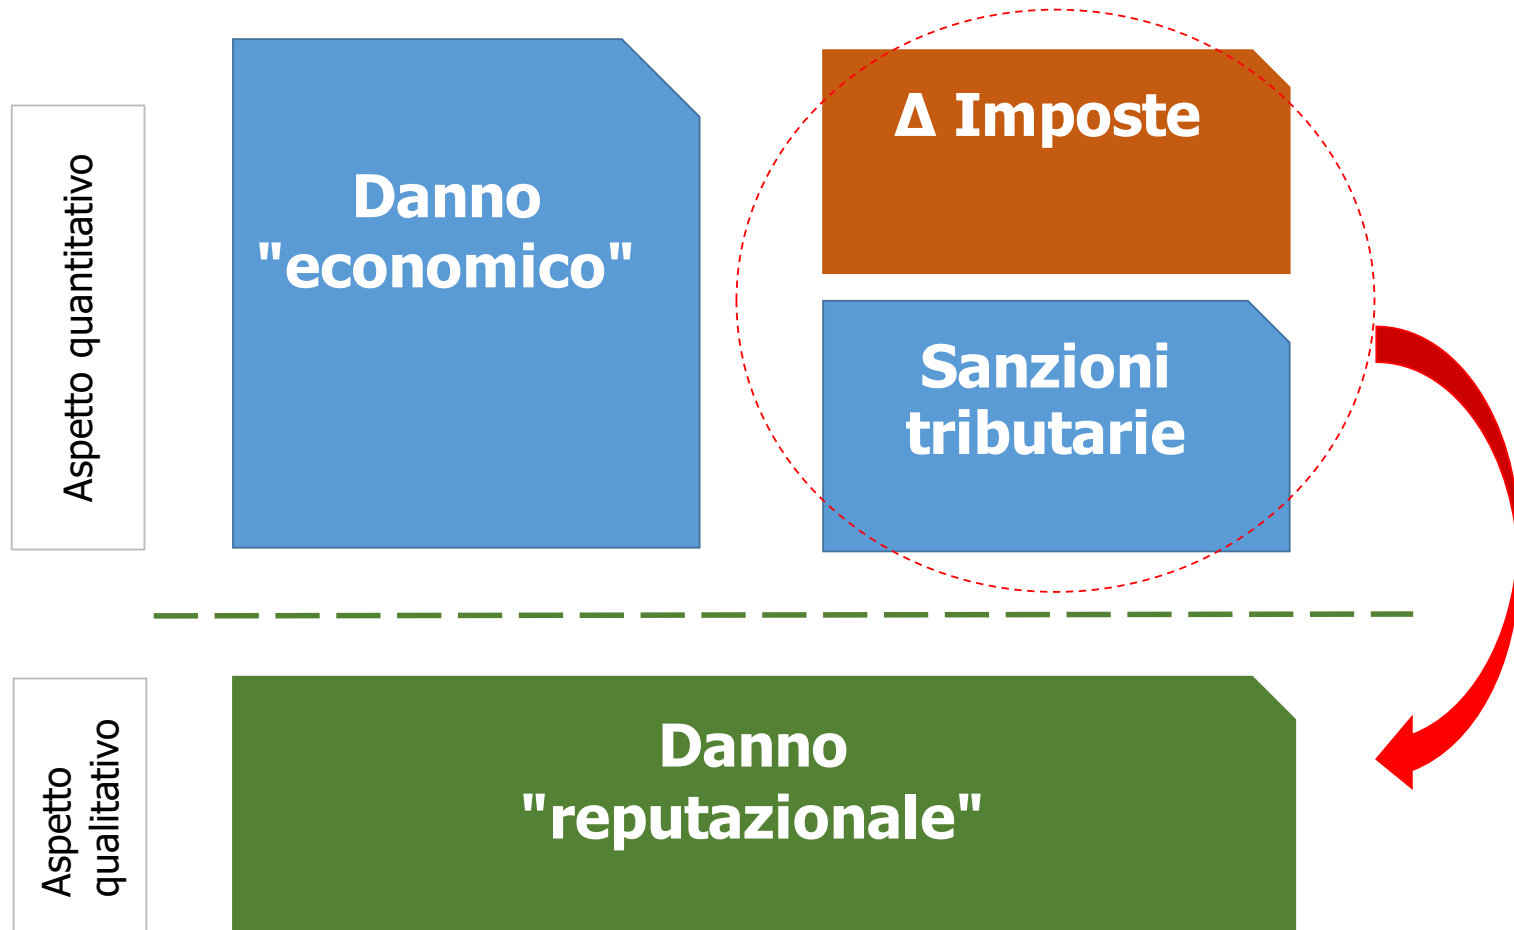 Aspetto quantitativo
Danno
"economico"
Δ Imposte
Sanzioni
tributarie
Aspetto
qualitativo
Danno
"reputazionale"